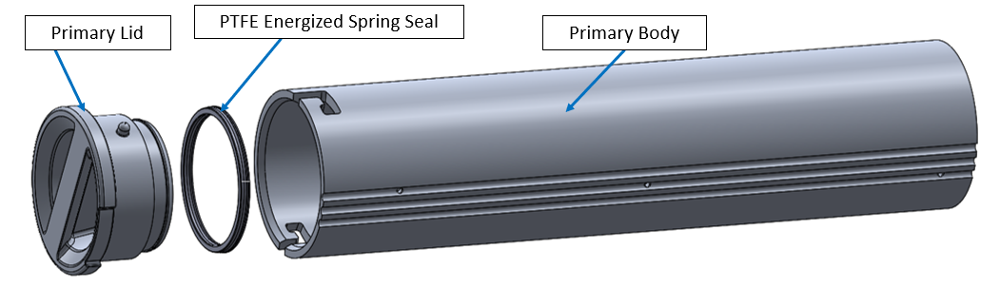 Primary Lid
PTFE Energized Spring Seal
Primary Body